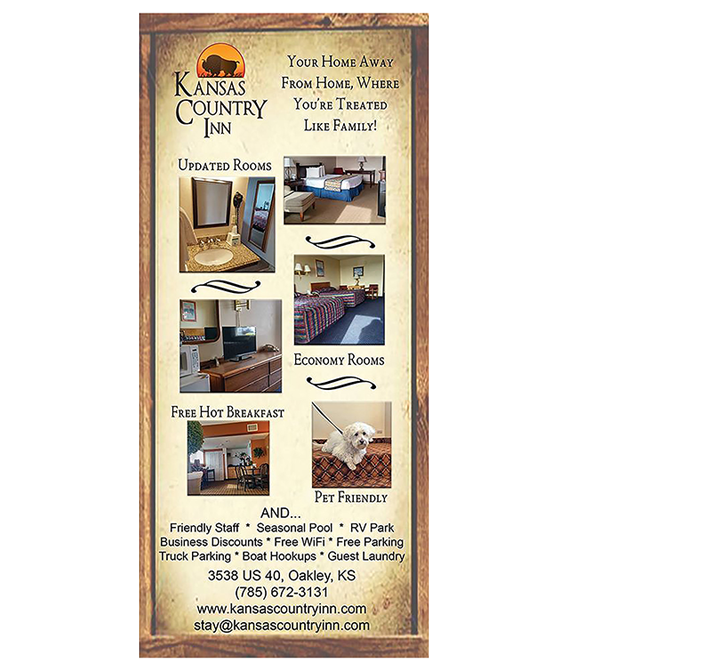 Kansas
Country
Inn
Your Home Away
From Home, Where
You're Treated
Like Family!
Updated Rooms
Economy Rooms
Free Hot Breakfast
Pet Friendly
AND...
Friendly Staff * Seasonal Pool * RV Park
Business Discounts * Free WiFi * Free Parking
Truck Parking * Boat Hookups * Guest Laundry
3538 US 40, Oakley, KS
(785) 672-3131
www.kansascountryinn.com
stay@kansascountryinn.com